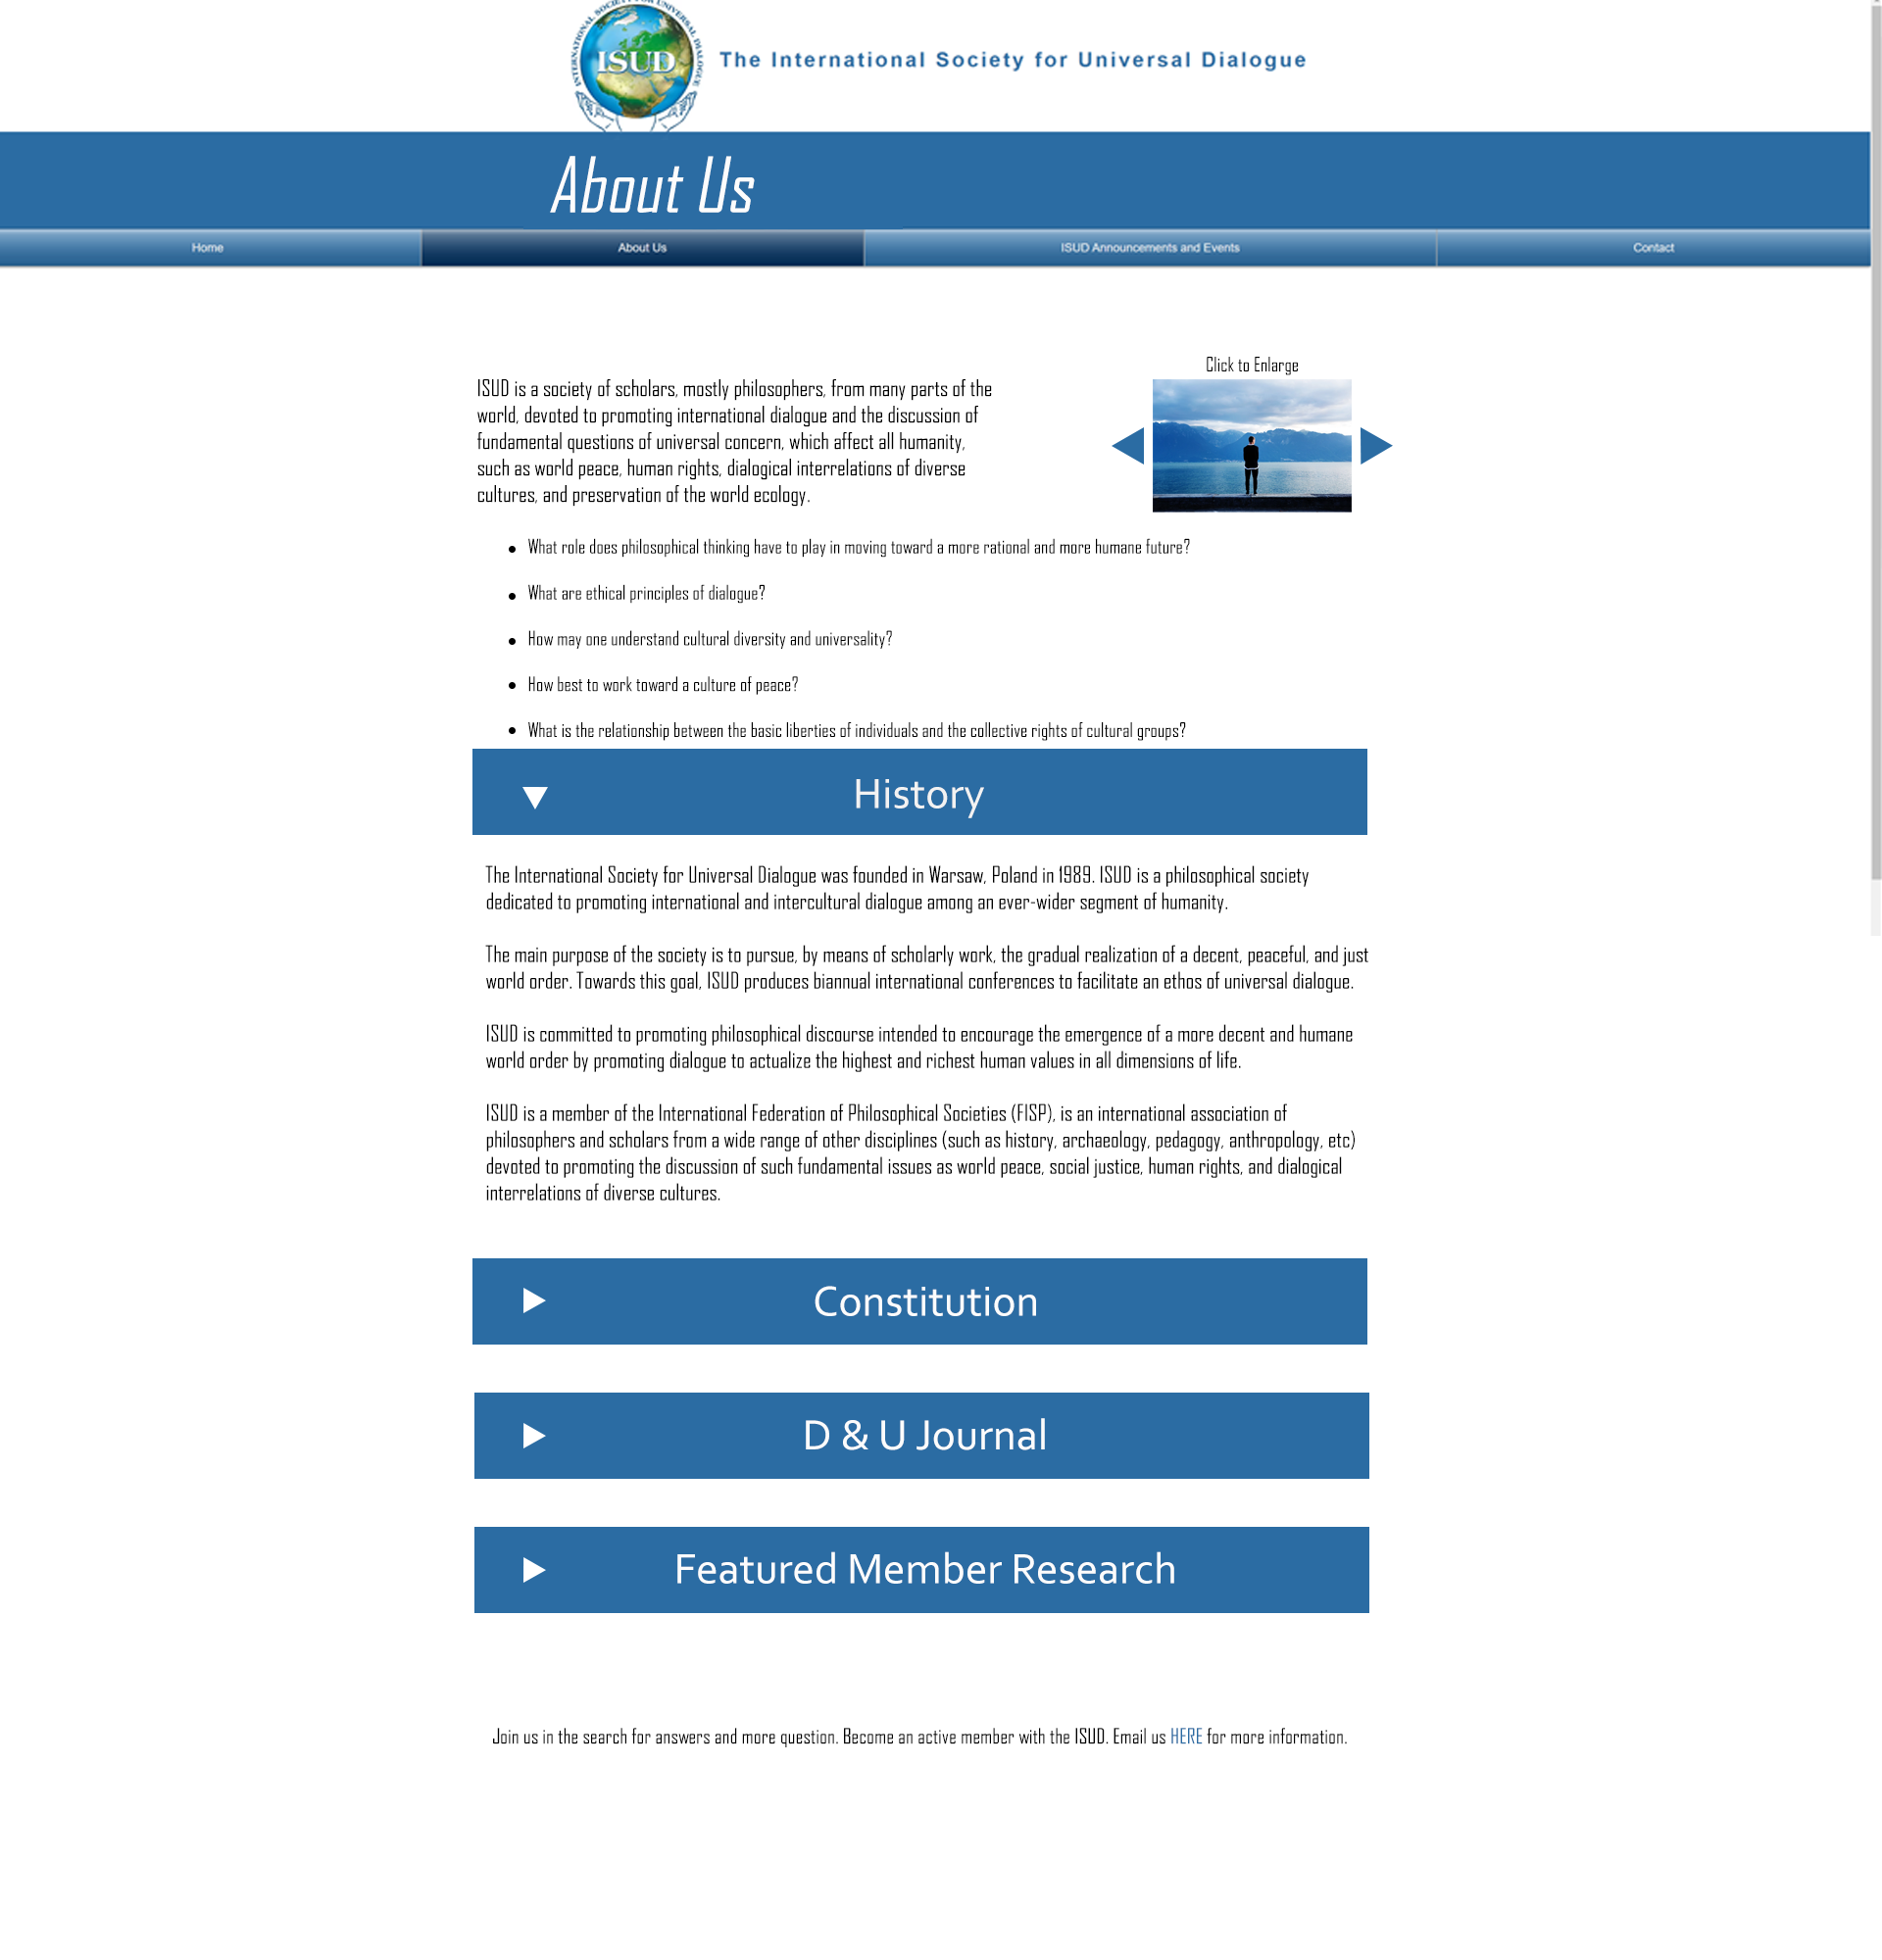 INTERNATIONAL SOCIETY FOR UNIVERSAL DIALOGUE
ISUD
The International Society for Universal Dialogue
About Us
Home
About Us
ISUD Announcements and Events
Contact
Click to Enlarge
ISUD is a society of scholars, mostly philosophers, from many parts of the
world, devoted to promoting international dialogue and the discussion of
fundamental questions of universal concern, which affect all humanity,
such as world peace, human rights, dialogical interrelations of diverse
cultures, and preservation of the world ecology.
• What role does philosophical thinking have to play in moving toward a more rational and more humane future?
• What are ethical principles of dialogue?
• How may one understand cultural diversity and universality?
• How best to work toward a culture of peace?
• What is the relationship between the basic liberties of individuals and the collective rights of cultural groups?
History
The International Society for Universal Dialogue was founded in Warsaw, Poland in 1989. ISUD is a philosophical society
dedicated to promoting international and intercultural dialogue among an ever-wider segment of humanity.
The main purpose of the society is to pursue, by means of scholarly work, the gradual realization of a decent, peaceful, and just
world order. Towards this goal, ISUD produces biannual international conferences to facilitate an ethos of universal dialogue.
ISUD is committed to promoting philosophical discourse intended to encourage the emergence of a more decent and humane
world order by promoting dialogue to actualize the highest and richest human values in all dimensions of life.
ISUD is a member of the International Federation of Philosophical Societies (FISP), is an international association of
philosophers and scholars from a wide range of other disciplines (such as history, archaeology, pedagogy, anthropology, etc)
devoted to promoting the discussion of such fundamental issues as world peace, social justice, human rights, and dialogical
interrelations of diverse cultures.
Constitution
D & U Journal
Featured Member Research
Join us in the search for answers and more question. Become an active member with the ISUD. Email us HERE for more information.